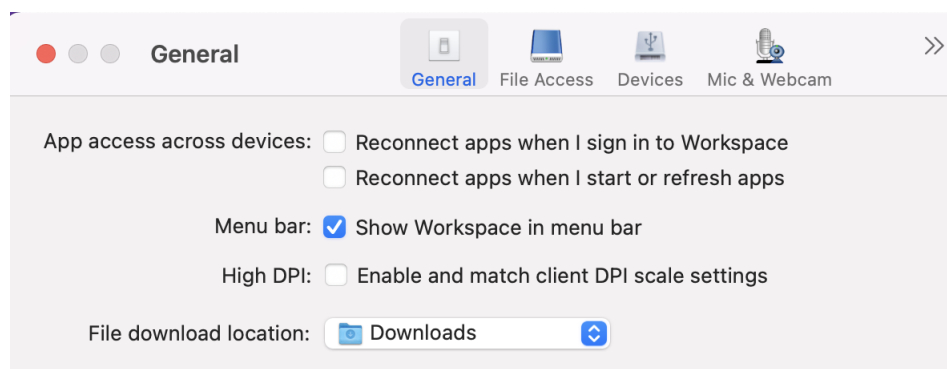 General
General File Access Devices Mic & Webcam
App access across devices: Reconnect apps when I sign in to Workspace
Reconnect apps when I start or refresh apps
Menu bar: Show Workspace in menu bar
High DPI: Enable and match client DPI scale settings
File download location: Downloads